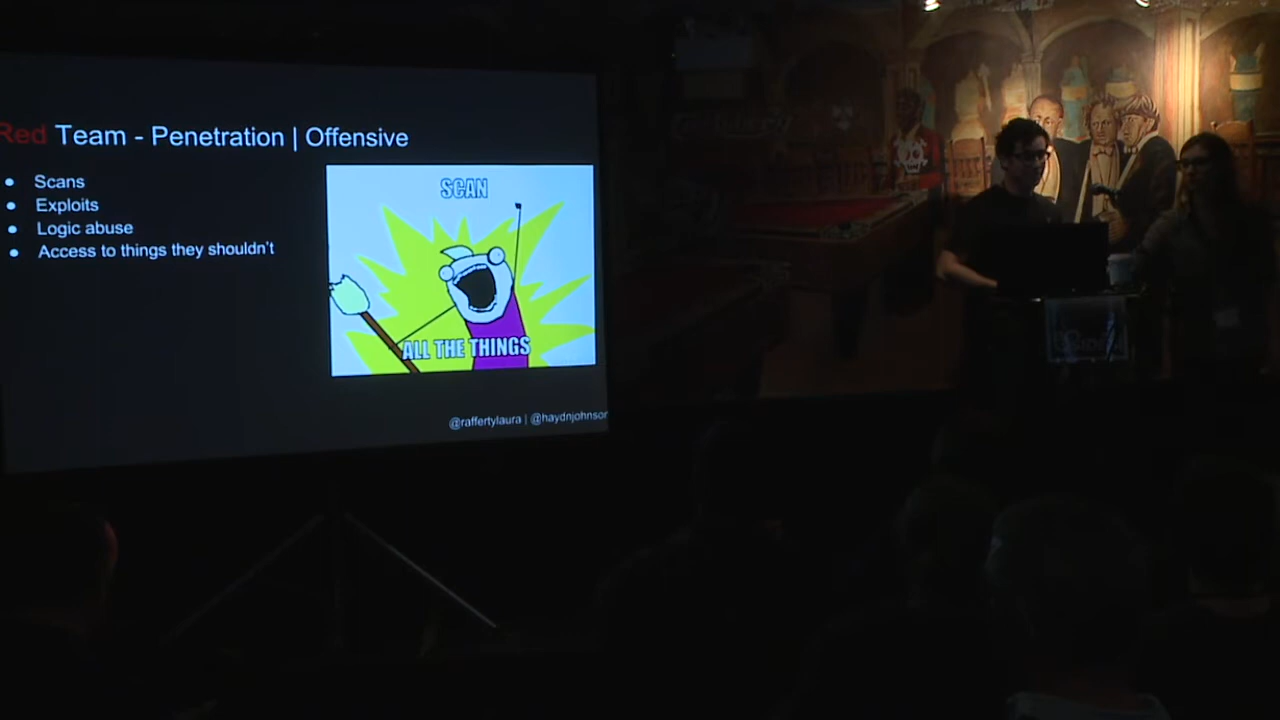 Red Team - Penetration | Offensive
● Scans
● Exploits
● Logic abuse
● Access to things they shouldn't
SCAN
ALL THE THINGS
@raffertylaura | @haydnjohnson